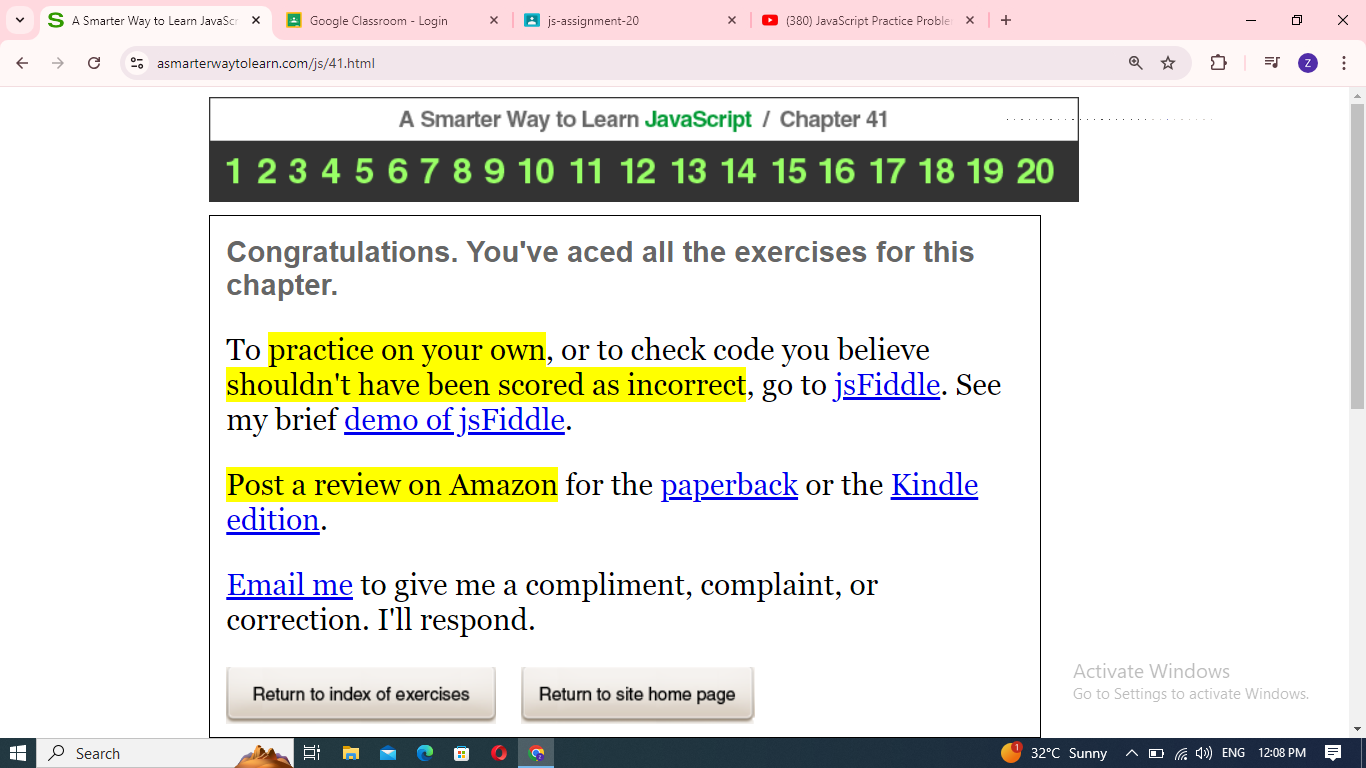 A Smarter Way to Learn JavaScr
Google Classroom - Login
js-assignment-20
(380) JavaScript Practice Proble
asmarterwaytolearn.com/js/41.html
Z
A Smarter Way to Learn JavaScript / Chapter 41
1 2 3 4 5 6 7 8 9 10 11 12 13 14 15 16 17 18 19 20
Congratulations. You've aced all the exercises for this
chapter.
To practice on your own, or to check code you believe
shouldn't have been scored as incorrect, go to jsFiddle. See
my brief demo of jsFiddle.
Post a review on Amazon for the paperback or the Kindle
edition.
Email me to give me a compliment, complaint, or
correction. I'll respond.
Return to index of exercises
Return to site home page
Activate Windows
Go to Settings to activate Windows.
Search
1
32°C Sunny
ENG
12:08 PM